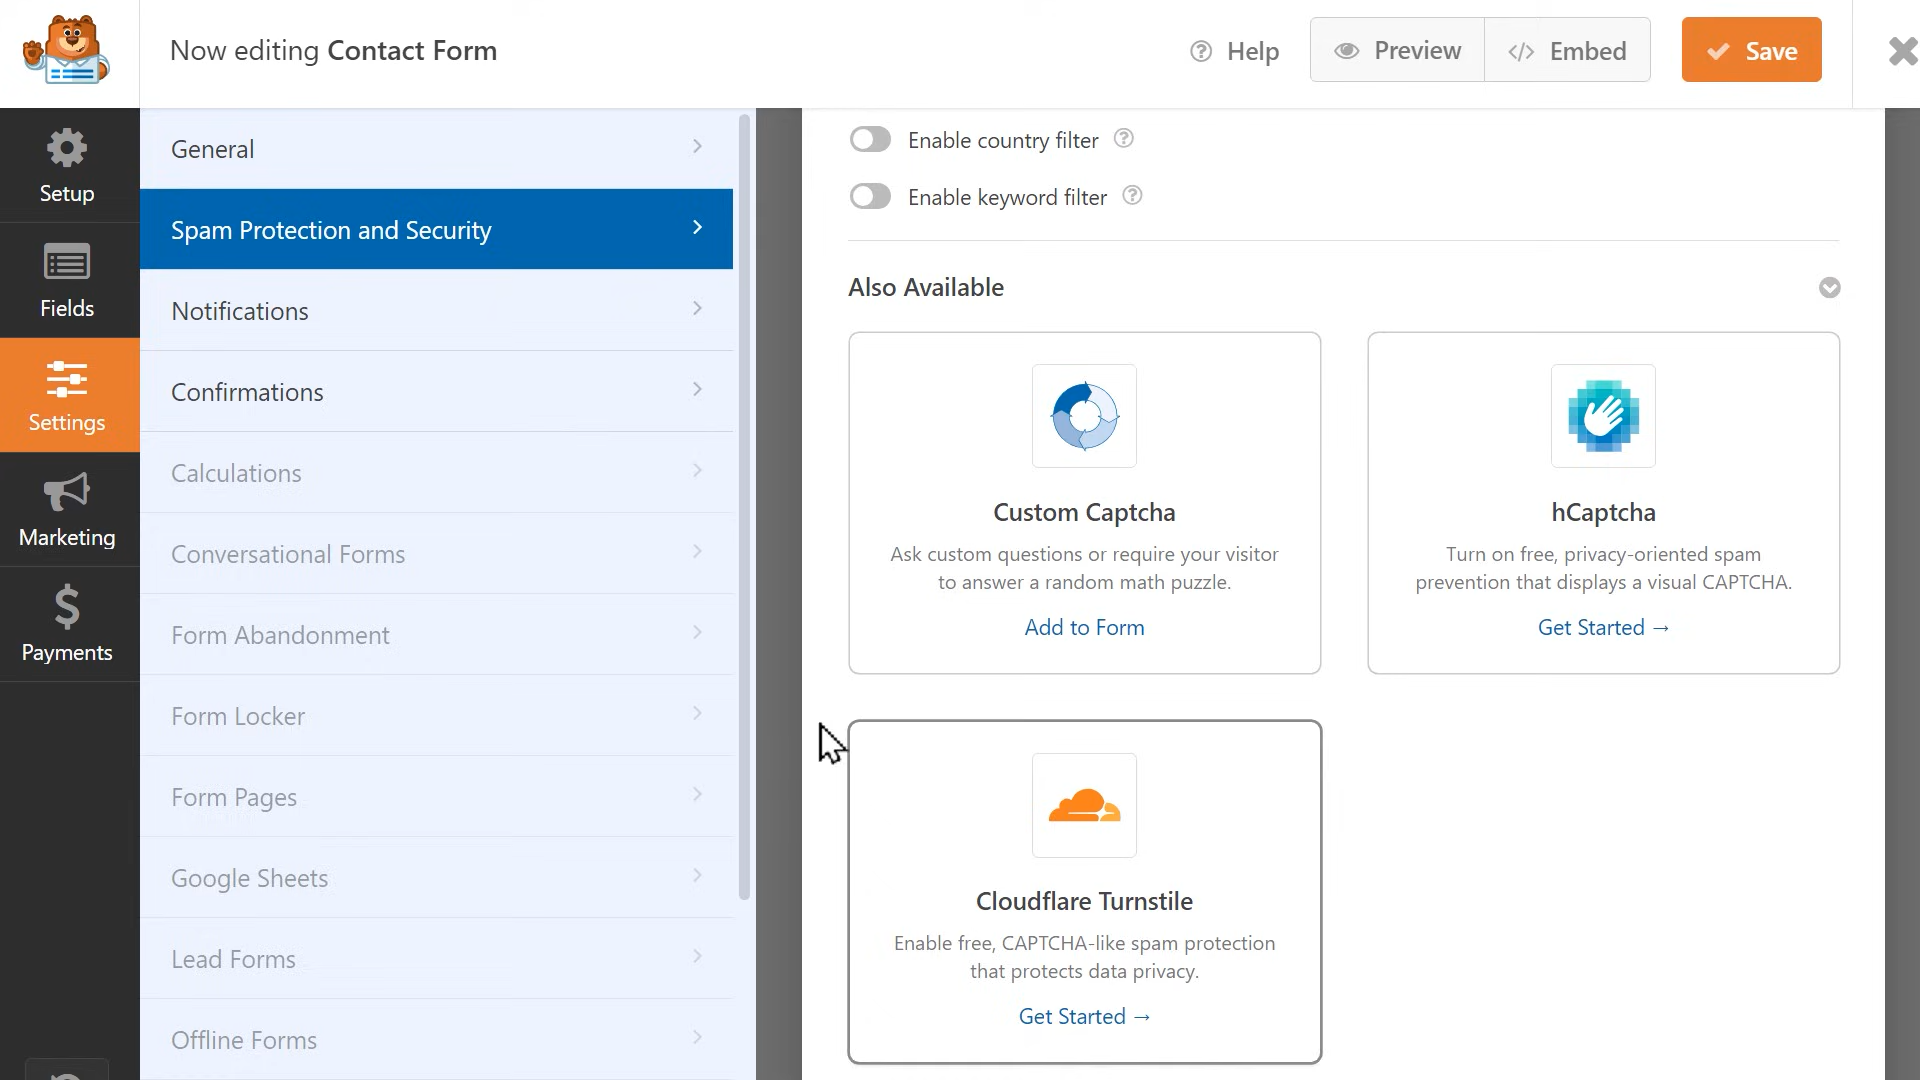 Now editing Contact Form
Help
Preview
</> Embed
Save
Setup
Fields
Settings
Marketing
Payments
General
Spam Protection and Security
Notifications
Confirmations
Calculations
Conversational Forms
Form Abandonment
Form Locker
Form Pages
Google Sheets
Lead Forms
Offline Forms
Enable country filter
Enable keyword filter
Also Available
Custom Captcha
Ask custom questions or require your visitor
to answer a random math puzzle.
Add to Form
hCaptcha
Turn on free, privacy-oriented spam
prevention that displays a visual CAPTCHA.
Get Started →
Cloudflare Turnstile
Enable free, CAPTCHA-like spam protection
that protects data privacy.
Get Started →